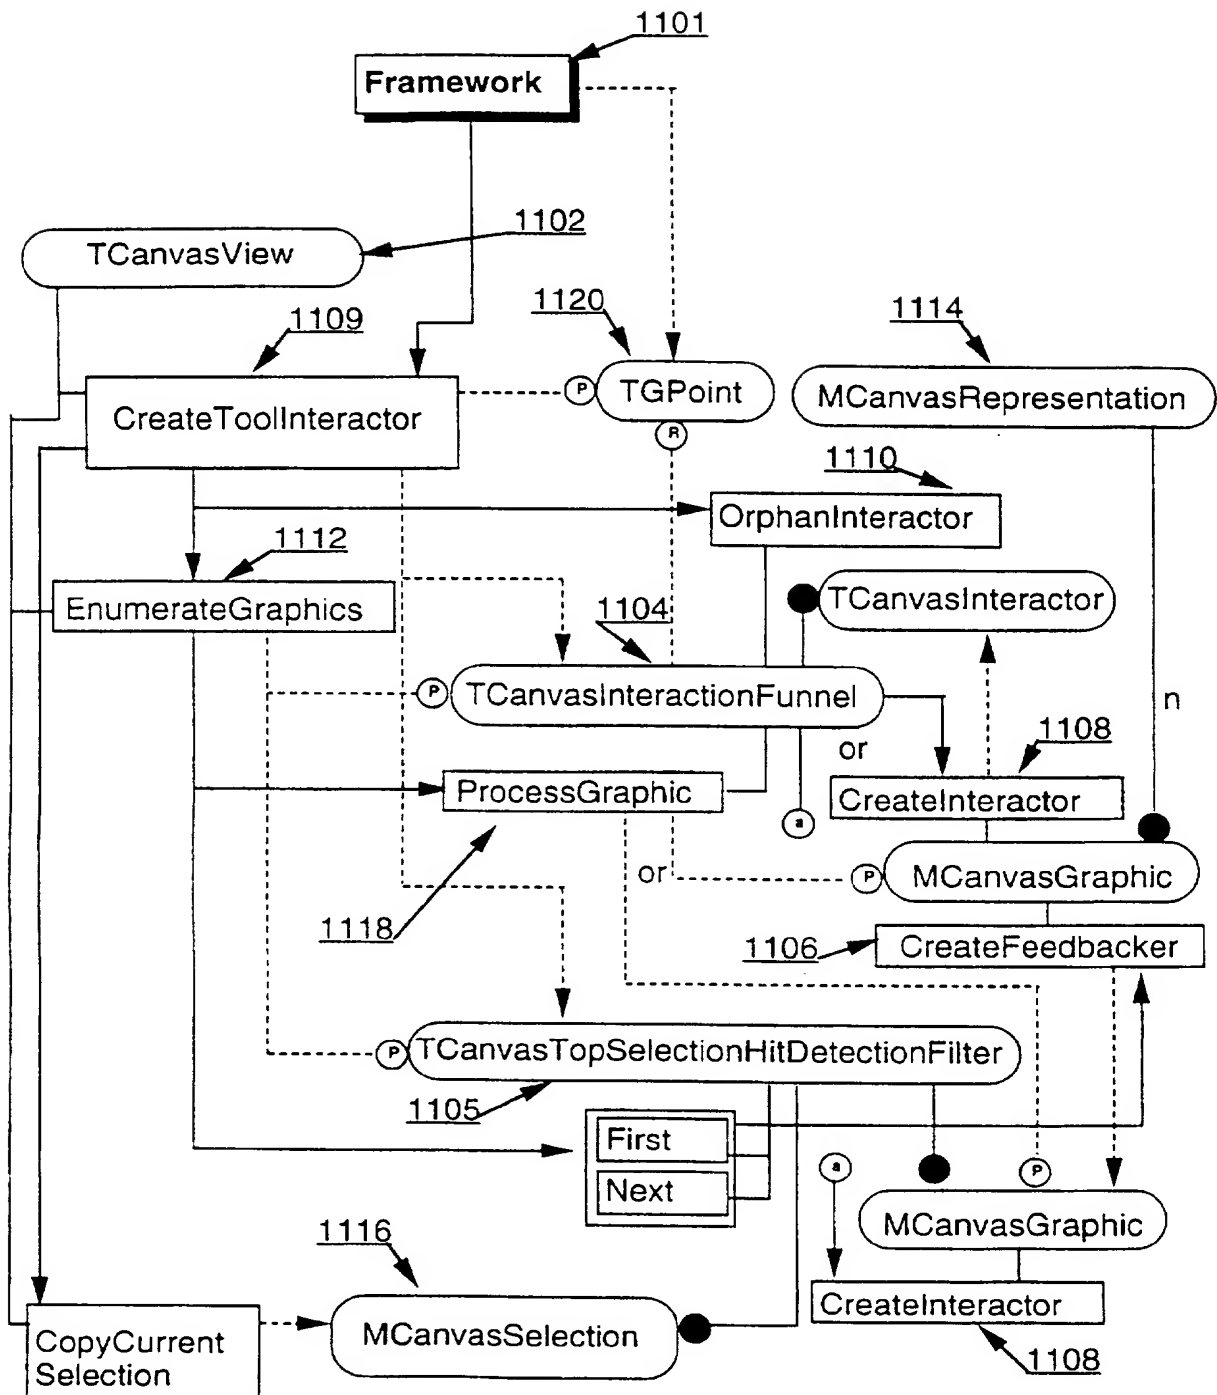 1101
Framework
1102
TCanvasView
1120
1109
1114
P
TGPoint
MCanvasRepresentation
CreateToolInteractor
R
1110
OrphanInteractor
1112
EnumerateGraphics
TCanvasInteractor
1104
P
TCanvasInteractionFunnel
n
or
1108
ProcessGraphic
CreateInteractor
a
or
P
MCanvasGraphic
1118
1106
CreateFeedbacker
P
TCanvasTopSelectionHitDetectionFilter
1105
First
a
P
Next
MCanvasGraphic
1116
CreateInteractor
MCanvasSelection
CopyCurrent
Selection
1108